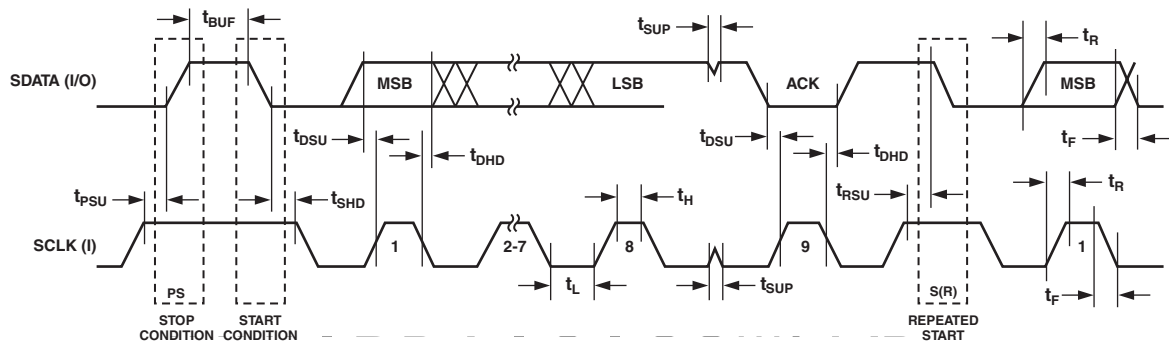 tBUF
tSUP
tR
SDATA (I/O)
MSB
LSB
ACK
MSB
tDSU
tDHD
tDSU
tDHD
tF
tPSU
tSHD
tH
tRSU
tR
SCLK (I)
1
2-7
8
9
1
tL
tSUP
tF
PS
S(R)
STOP
CONDITION
START
CONDITION
REPEATED
START